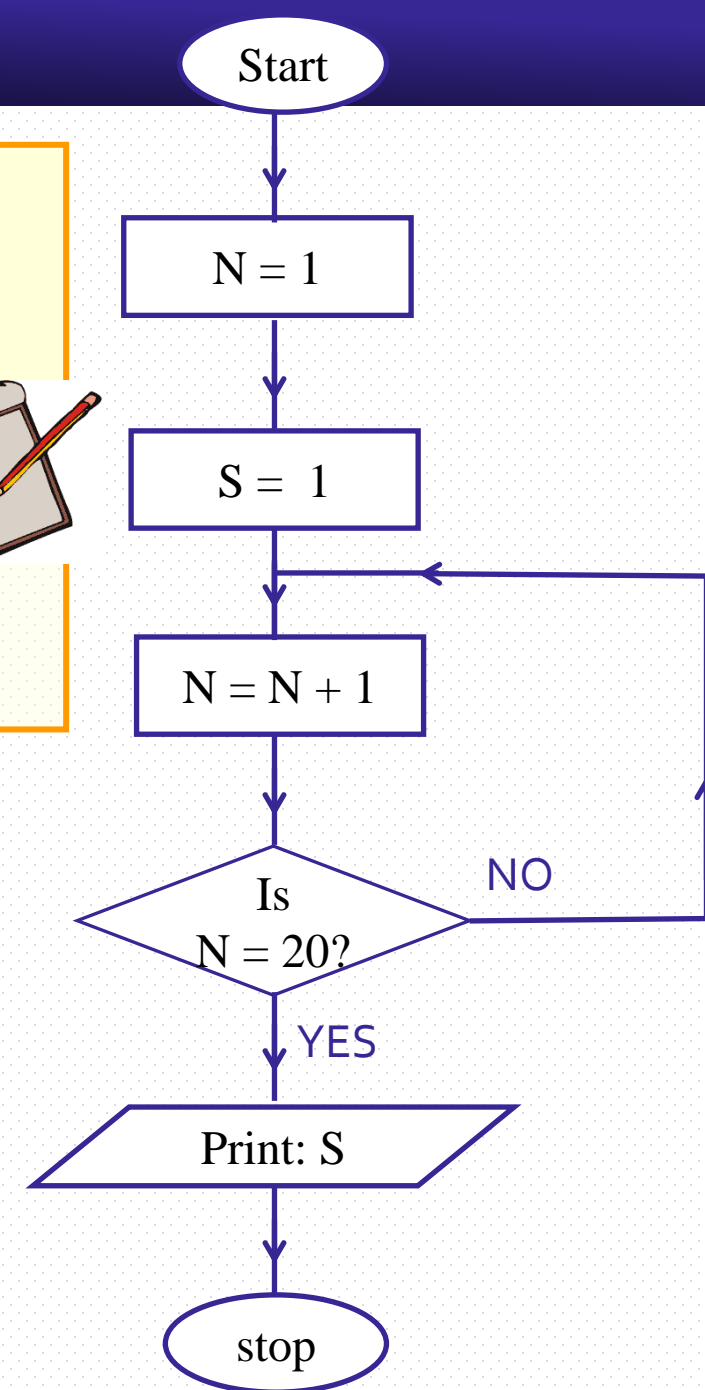 Start
N = 1
S = 1
N = N + 1
Is
N = 20?
NO
YES
Print: S
stop